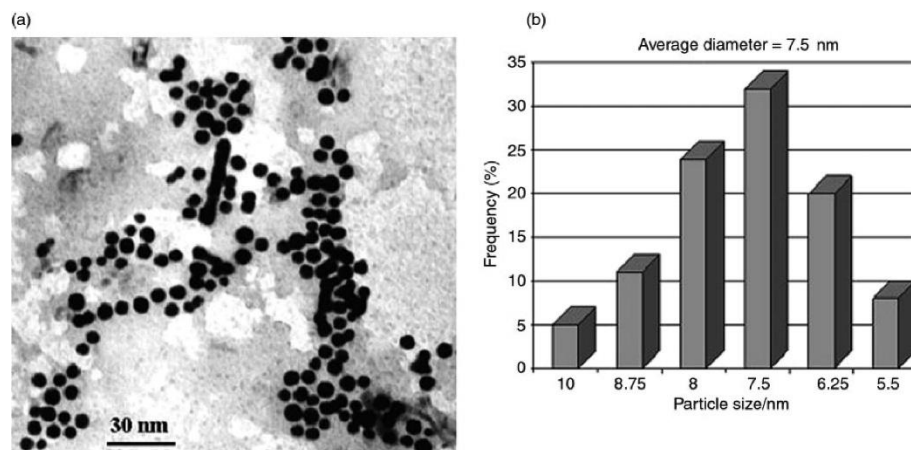 (a)
30 nm
(b)
Average diameter = 7.5 nm
Frequency (%)
35
30
25
20
15
10
5
0
10 8.75 8 7.5 6.25 5.5
Particle size/nm